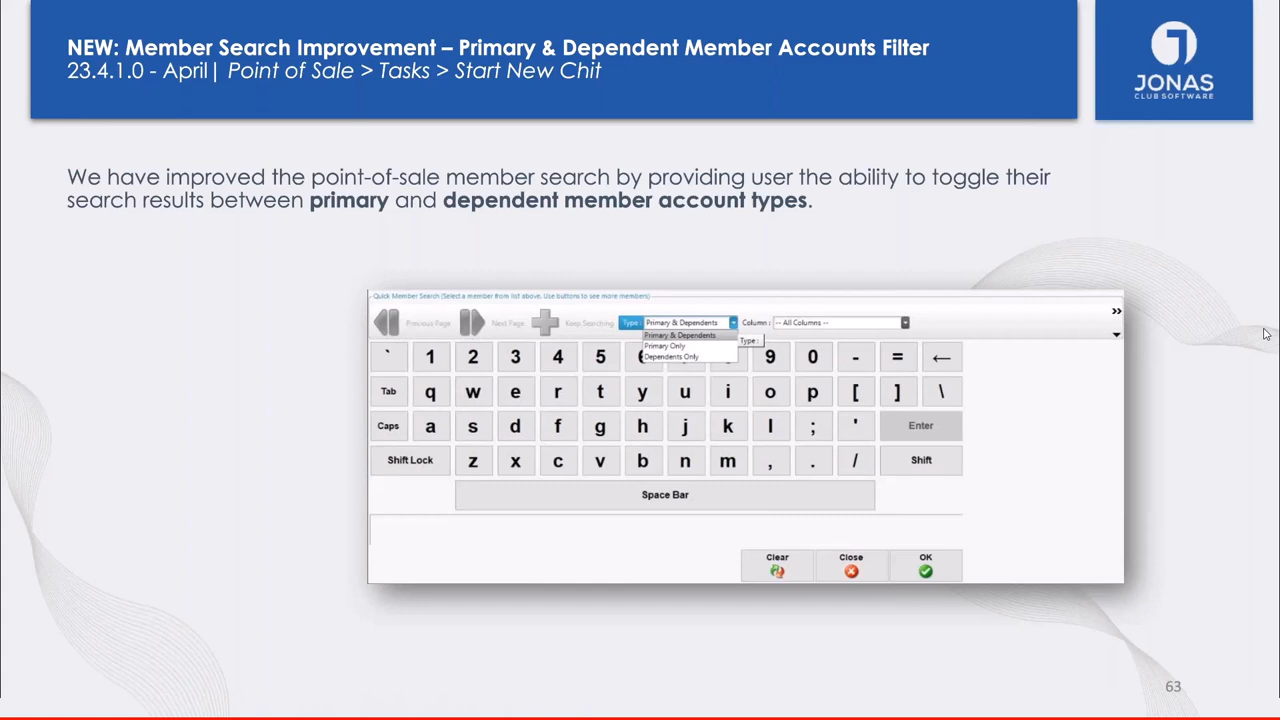 NEW: Member Search Improvement – Primary & Dependent Member Accounts Filter
23.4.1.0 - April| Point of Sale > Tasks > Start New Chit
JONAS
CLUB SOFTWARE
We have improved the point-of-sale member search by providing user the ability to toggle their
search results between primary and dependent member account types.
Quick Member Search (Select a member from list above. Use buttons to see more members)
Previous Page Next Page Keep Searching Type : Primary & Dependents Column : -- All Columns --
Primary & Dependents
Primary Only
Dependents Only
Type :
` 1 2 3 4 5 9 0 - = ←
Tab q w e r t y u i o p [ ] \
Caps a s d f g h j k l ; ' Enter
Shift Lock z x c v b n m , . / Shift
Space Bar
Clear Close OK
63